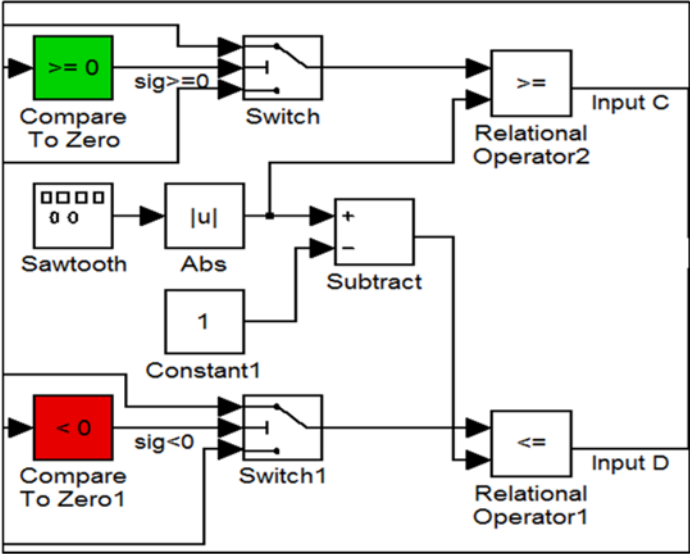 >= 0
sig>=0
Compare
To Zero
Switch
>=
Input C
Relational
Operator2
Sawtooth
|u|
Abs
+
−
Subtract
1
Constant1
< 0
sig<0
Compare
To Zero1
Switch1
<=
Input D
Relational
Operator1